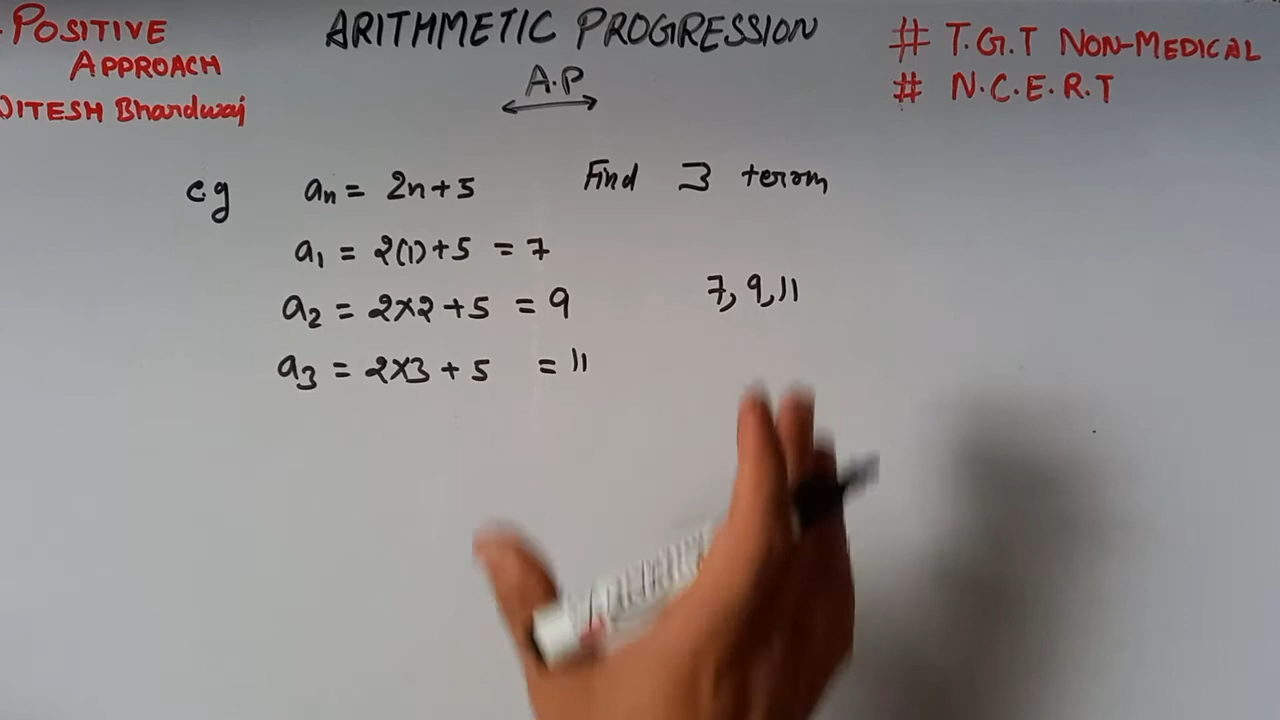 POSITIVE
APPROACH
JITESH Bhardwaj
ARITHMETIC PROGRESSION
A.P
# T.G.T NON-MEDICAL
# N.C.E.R.T
e.g aₙ = 2n+5 Find 3 term
a₁ = 2(1)+5 = 7
a₂ = 2×2+5 = 9
a₃ = 2×3+5 = 11
7, 9, 11